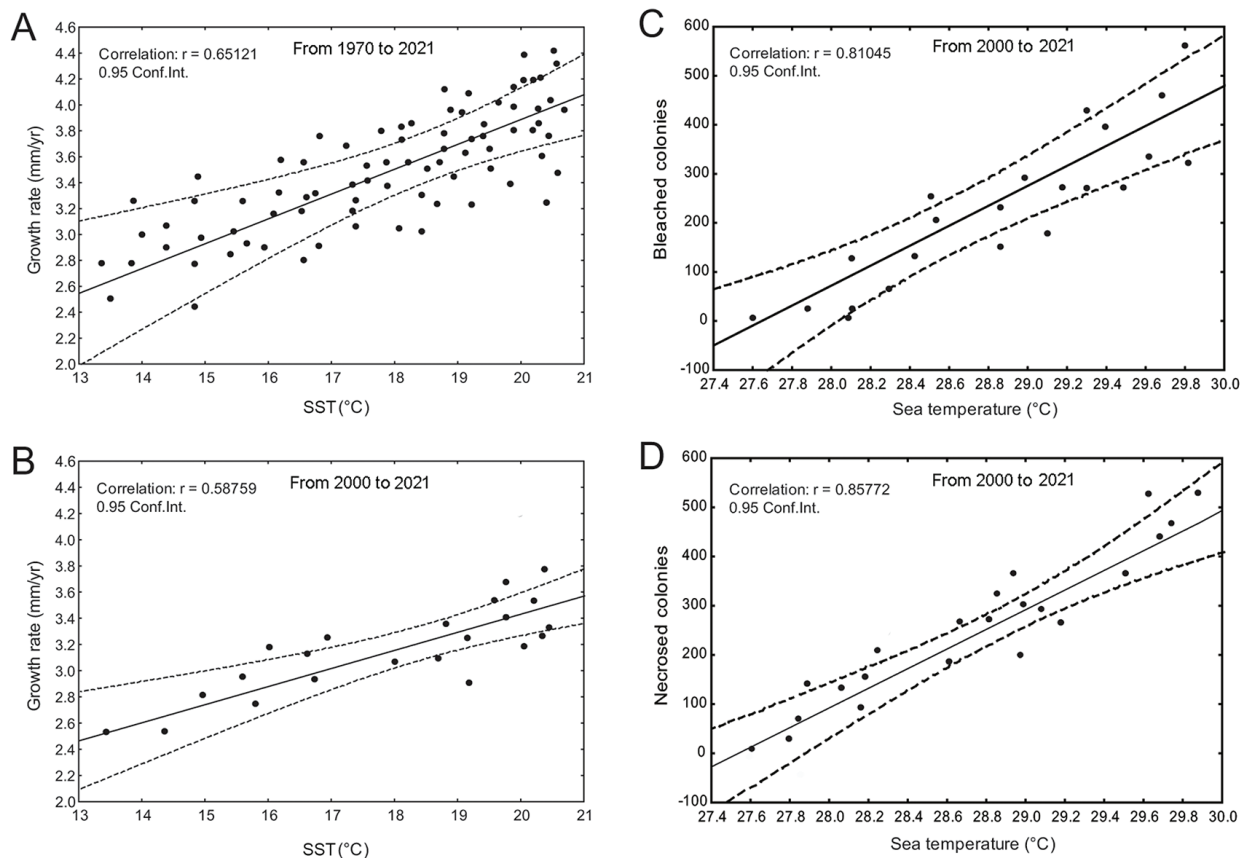 A
Correlation: r = 0.65121
0.95 Conf.Int.
From 1970 to 2021
Growth rate (mm/yr)
4.6
4.4
4.2
4.0
3.8
3.6
3.4
3.2
3.0
2.8
2.6
2.4
2.2
2.0
13 14 15 16 17 18 19 20 21
SST (°C)
B
Correlation: r = 0.58759
0.95 Conf.Int.
From 2000 to 2021
Growth rate (mm/yr)
4.6
4.4
4.2
4.0
3.8
3.6
3.4
3.2
3.0
2.8
2.6
2.4
2.2
2.0
13 14 15 16 17 18 19 20 21
SST (°C)
C
Correlation: r = 0.81045
0.95 Conf.Int.
From 2000 to 2021
Bleached colonies
600
500
400
300
200
100
0
-100
27.4 27.6 27.8 28.0 28.2 28.4 28.6 28.8 29.0 29.2 29.4 29.6 29.8 30.0
Sea temperature (°C)
D
Correlation: r = 0.85772
0.95 Conf.Int.
From 2000 to 2021
Necrosed colonies
600
500
400
300
200
100
0
-100
27.4 27.6 27.8 28.0 28.2 28.4 28.6 28.8 29.0 29.2 29.4 29.6 29.8 30.0
Sea temperature (°C)